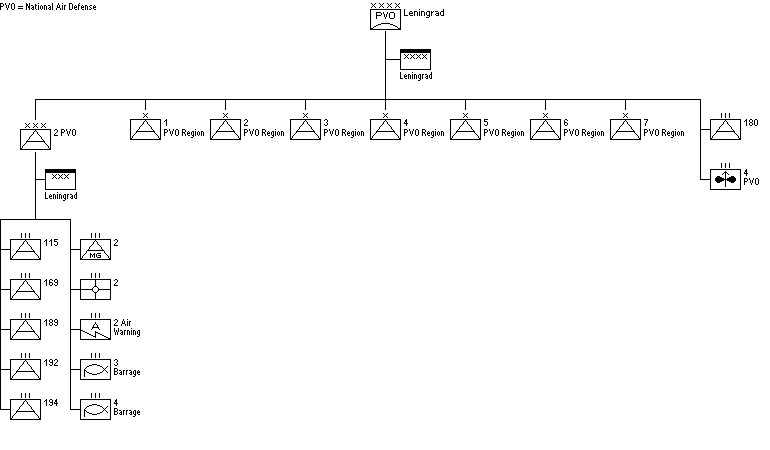 PVO = National Air Defense
XXXX
PVO
Leningrad
XXXX
Leningrad
XXX
2 PVO
X
1
PVO Region
X
2
PVO Region
X
3
PVO Region
X
4
PVO Region
X
5
PVO Region
X
6
PVO Region
X
7
PVO Region
III
180
III
4
PVO
XXX
Leningrad
III
115
III
MG
2
III
169
III
2
III
189
III
A
2 Air
Warning
III
192
III
3
Barrage
III
194
III
4
Barrage